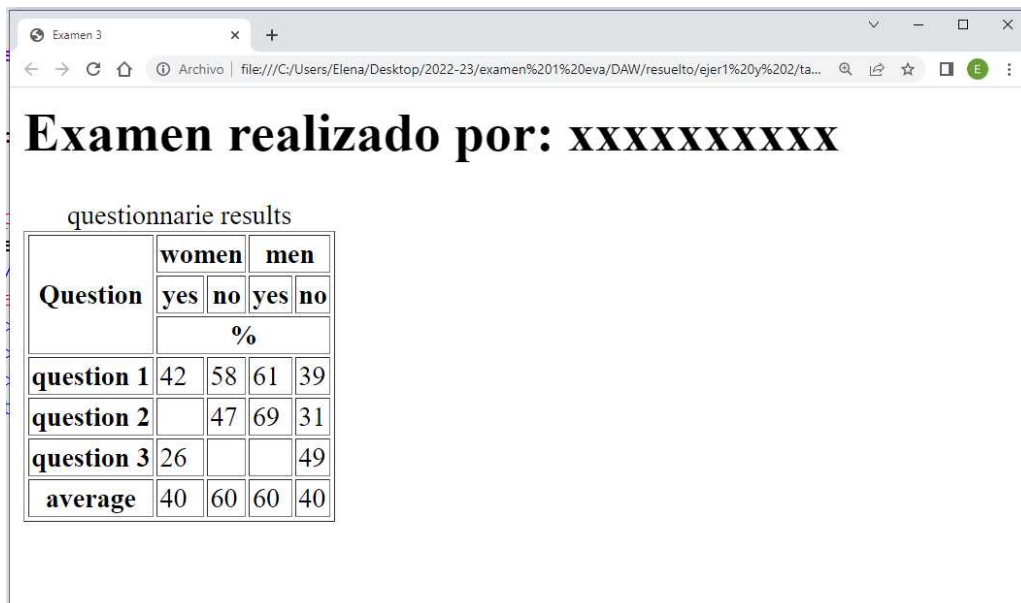 Examen 3
Archivo | file:///C:/Users/Elena/Desktop/2022-23/examen%201%20eva/DAW/resuelto/ejer1%20y%202/ta...
E
Examen realizado por: xxxxxxxxxx
questionnarie results
Question women men
yes no yes no
%
question 1 42 58 61 39
question 2 47 69 31
question 3 26 49
average 40 60 60 40